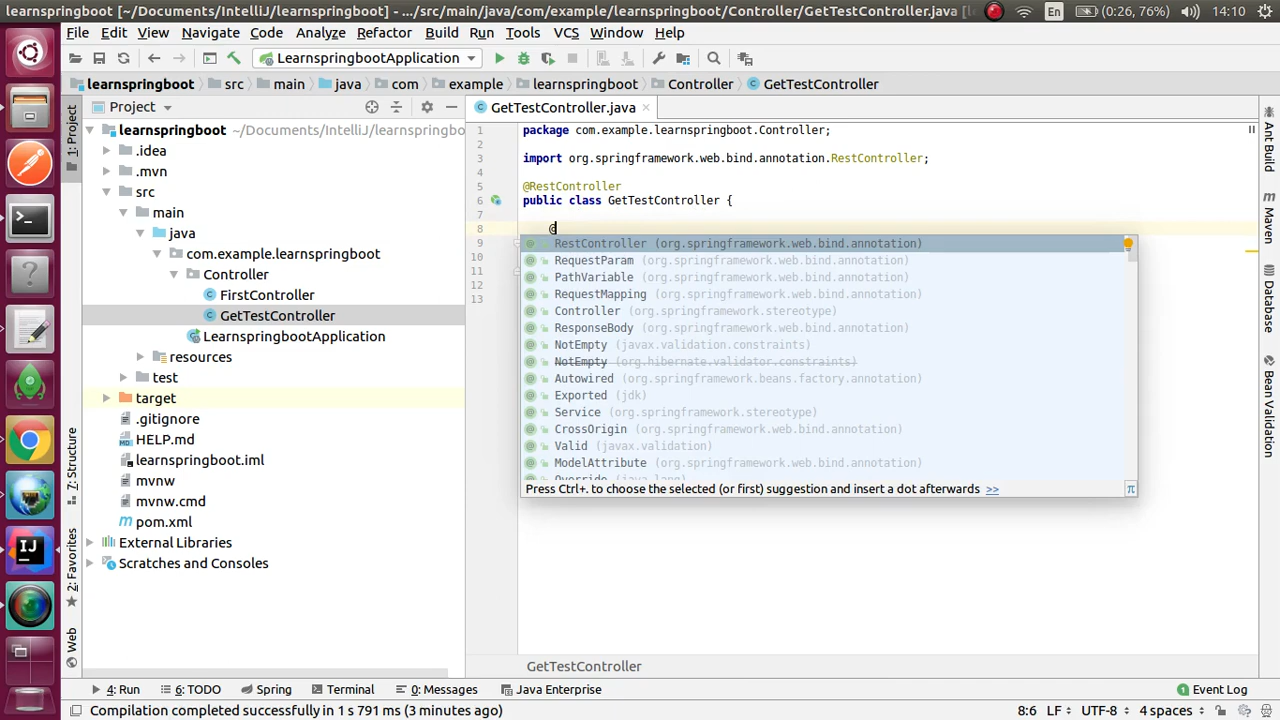 learnspringboot [~/Documents/IntelliJ/learnspringboot] - .../src/main/java/com/example/learnspringboot/Controller/GetTestController.java [l
En (0:26, 76%) 14:10
File Edit View Navigate Code Analyze Refactor Build Run Tools VCS Window Help
LearnspringbootApplication
learnspringboot src main java com example learnspringboot Controller GetTestController
Project
GetTestController.java
1: Project
7: Structure
2: Favorites
Web
learnspringboot ~/Documents/IntelliJ/learnspringbo
.idea
.mvn
src
main
java
com.example.learnspringboot
Controller
FirstController
GetTestController
LearnspringbootApplication
resources
test
target
.gitignore
HELP.md
learnspringboot.iml
mvnw
mvnw.cmd
pom.xml
External Libraries
Scratches and Consoles
1 package com.example.learnspringboot.Controller;
2
3 import org.springframework.web.bind.annotation.RestController;
4
5 @RestController
6 public class GetTestController {
7
8 @
9
10
11
12
13
RestController (org.springframework.web.bind.annotation)
RequestParam (org.springframework.web.bind.annotation)
PathVariable (org.springframework.web.bind.annotation)
RequestMapping (org.springframework.web.bind.annotation)
Controller (org.springframework.stereotype)
ResponseBody (org.springframework.web.bind.annotation)
NotEmpty (javax.validation.constraints)
NotEmpty (org.hibernate.validator.constraints)
Autowired (org.springframework.beans.factory.annotation)
Exported (jdk)
Service (org.springframework.stereotype)
CrossOrigin (org.springframework.web.bind.annotation)
Valid (javax.validation)
ModelAttribute (org.springframework.web.bind.annotation)
Override (java.lang)
Press Ctrl+. to choose the selected (or first) suggestion and insert a dot afterwards >> π
GetTestController
Ant Build
Maven
Database
Bean Validation
4: Run 6: TODO Spring Terminal 0: Messages Java Enterprise 1 Event Log
Compilation completed successfully in 1 s 791 ms (3 minutes ago) 8:6 LF UTF-8 4 spaces